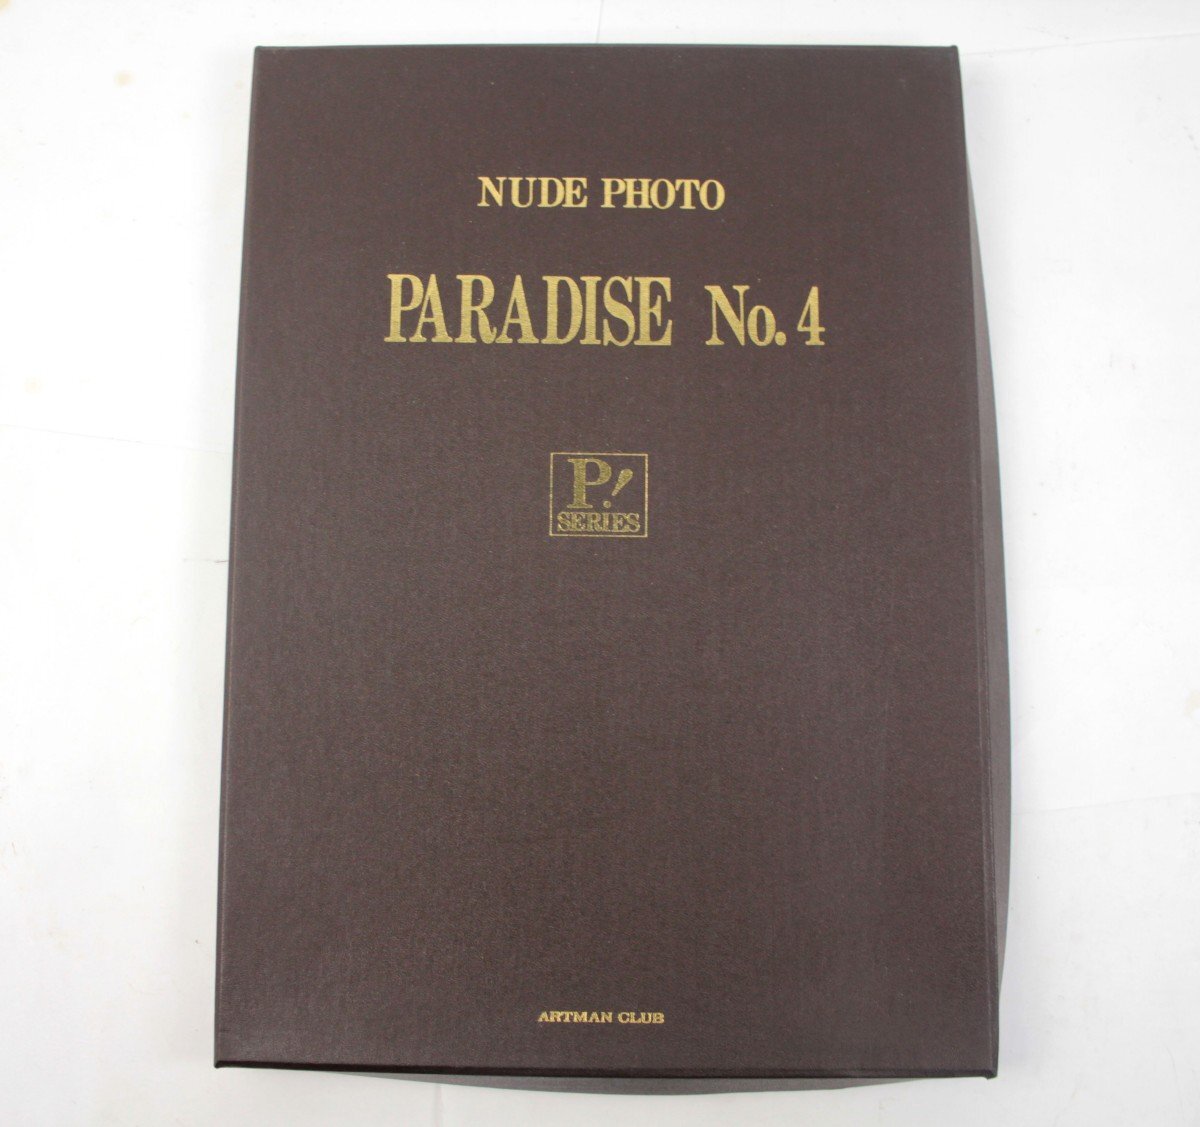 NUDE PHOTO
PARADISE No. 4
P!
SERIES
ARTMAN CLUB